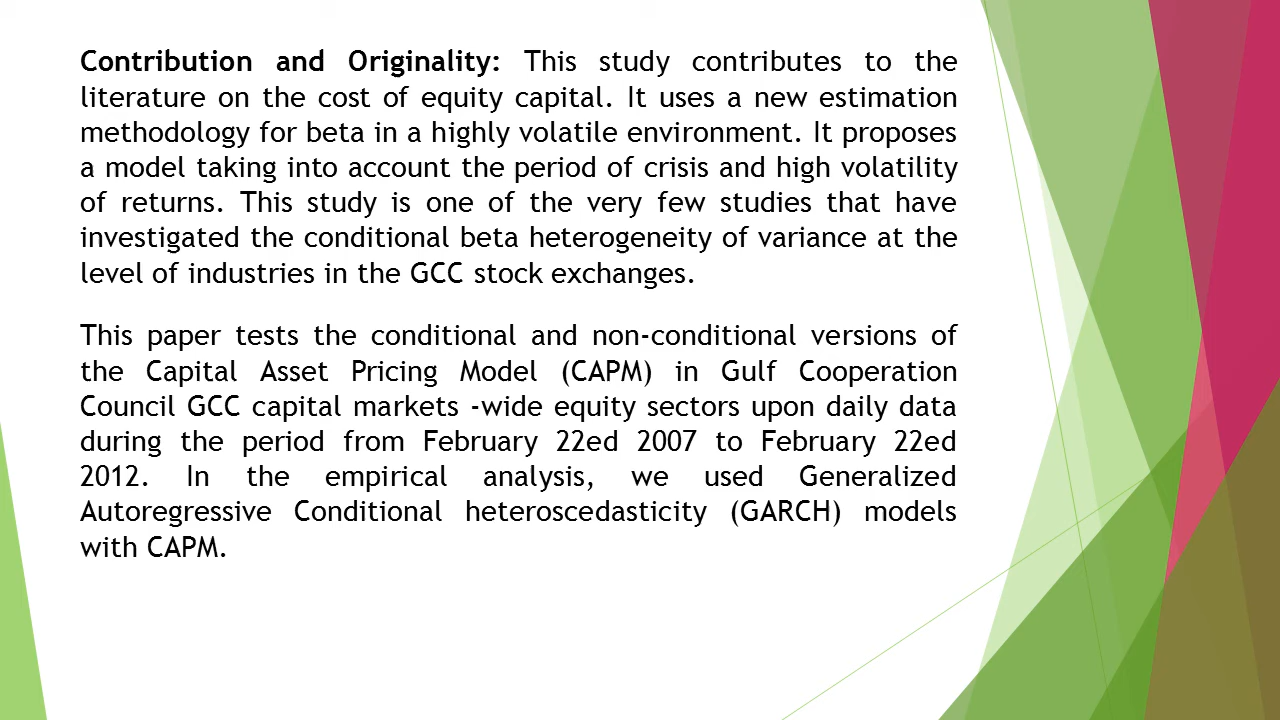 Contribution and Originality: This study contributes to the
literature on the cost of equity capital. It uses a new estimation
methodology for beta in a highly volatile environment. It proposes
a model taking into account the period of crisis and high volatility
of returns. This study is one of the very few studies that have
investigated the conditional beta heterogeneity of variance at the
level of industries in the GCC stock exchanges.
This paper tests the conditional and non-conditional versions of
the Capital Asset Pricing Model (CAPM) in Gulf Cooperation
Council GCC capital markets -wide equity sectors upon daily data
during the period from February 22ed 2007 to February 22ed
2012. In the empirical analysis, we used Generalized
Autoregressive Conditional heteroscedasticity (GARCH) models
with CAPM.